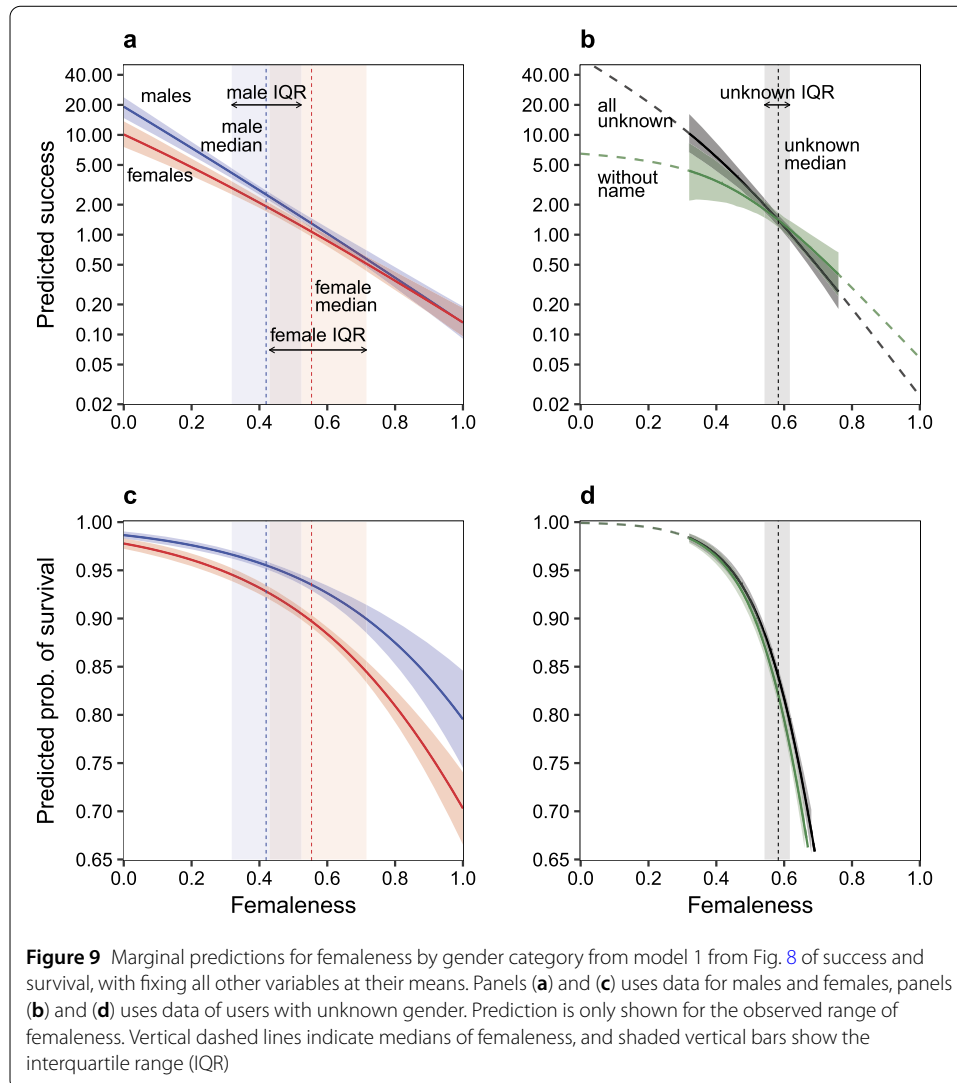 a
b
40.00
20.00
10.00
5.00
2.00
1.00
0.50
0.20
0.10
0.05
0.02
Predicted success
males
females
male IQR
male
median
female
median
female IQR
0.0 0.2 0.4 0.6 0.8 1.0
40.00
20.00
10.00
5.00
2.00
1.00
0.50
0.20
0.10
0.05
0.02
all
unknown
without
name
unknown IQR
unknown
median
0.0 0.2 0.4 0.6 0.8 1.0
c
d
1.00
0.95
0.90
0.85
0.80
0.75
0.70
0.65
Predicted prob. of survival
0.0 0.2 0.4 0.6 0.8 1.0
Femaleness
1.00
0.95
0.90
0.85
0.80
0.75
0.70
0.65
0.0 0.2 0.4 0.6 0.8 1.0
Femaleness
Figure 9 Marginal predictions for femaleness by gender category from model 1 from Fig. 8 of success and
survival, with fixing all other variables at their means. Panels (a) and (c) uses data for males and females, panels
(b) and (d) uses data of users with unknown gender. Prediction is only shown for the observed range of
femaleness. Vertical dashed lines indicate medians of femaleness, and shaded vertical bars show the
interquartile range (IQR)